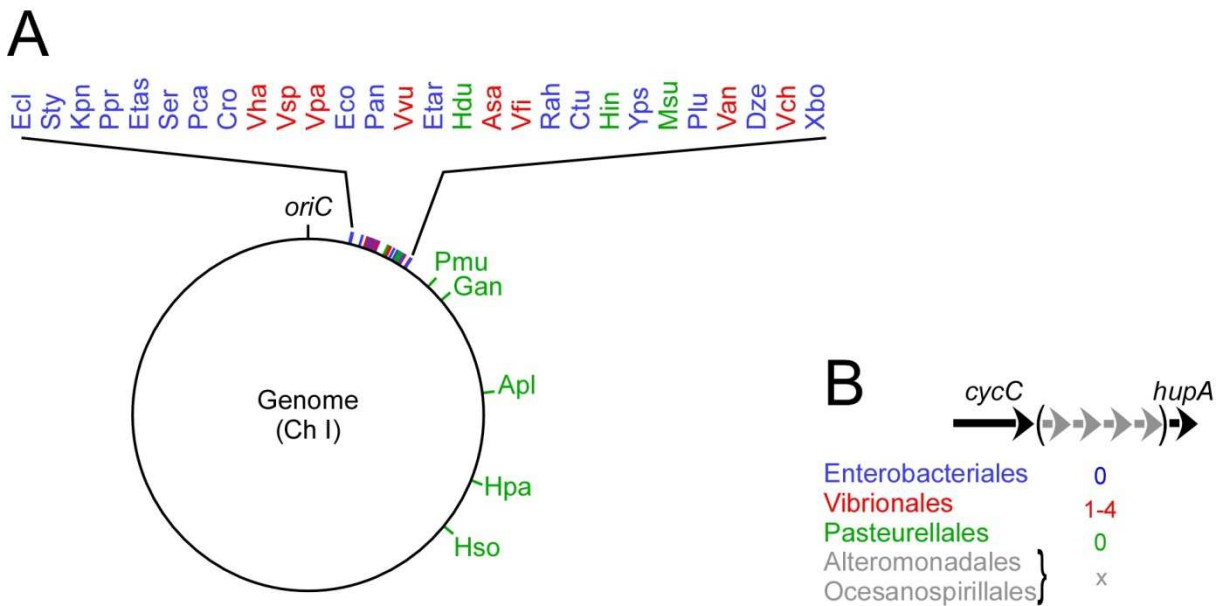 A
Ecl Sty Kpn Ppr Etas Ser Pca Cro Vha Vsp Vpa Eco Pan Vvu Etar Hdu Asa Vfi Rah Ctu Hin Yps Msu Plu Van Dze Vch Xbo
oriC
Pmu
Gan
Apl
Genome
(Ch I)
Hpa
Hso
B
cycC ( ) hupA
Enterobacteriales 0
Vibrionales 1-4
Pasteurellales 0
Alteromonadales
Ocesanospirillales } x